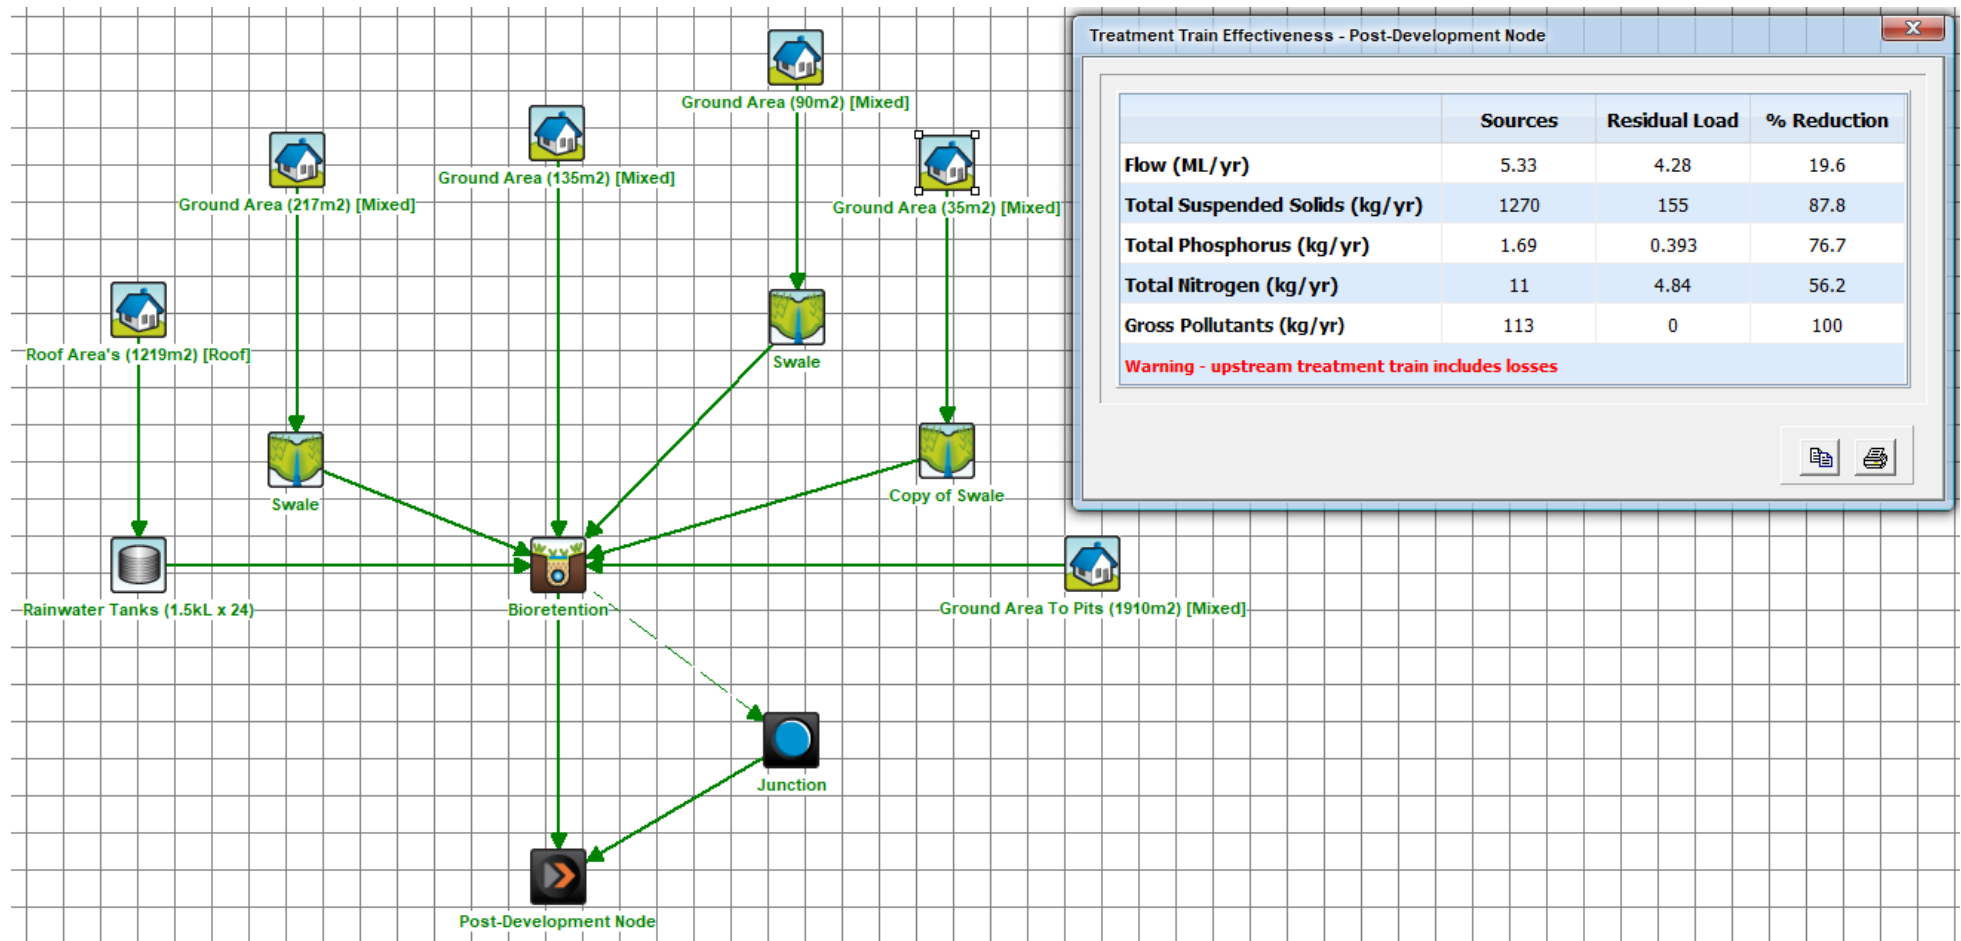 Ground Area (90m2) [Mixed]
Ground Area (135m2) [Mixed]
Ground Area (217m2) [Mixed]
Ground Area (35m2) [Mixed]
Roof Area's (1219m2) [Roof]
Swale
Swale
Copy of Swale
Rainwater Tanks (1.5kL x 24)
Bioretention
Ground Area To Pits (1910m2) [Mixed]
Junction
Post-Development Node
Treatment Train Effectiveness - Post-Development Node
Sources Residual Load % Reduction
Flow (ML/yr) 5.33 4.28 19.6
Total Suspended Solids (kg/yr) 1270 155 87.8
Total Phosphorus (kg/yr) 1.69 0.393 76.7
Total Nitrogen (kg/yr) 11 4.84 56.2
Gross Pollutants (kg/yr) 113 0 100
Warning - upstream treatment train includes losses